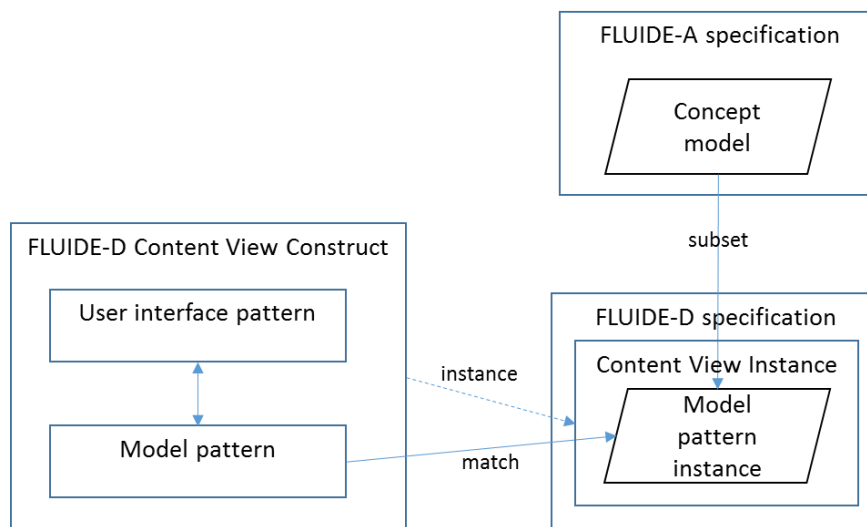 FLUIDE-A specification
Concept
model
subset
FLUIDE-D Content View Construct
User interface pattern
Model pattern
instance
match
FLUIDE-D specification
Content View Instance
Model
pattern
instance